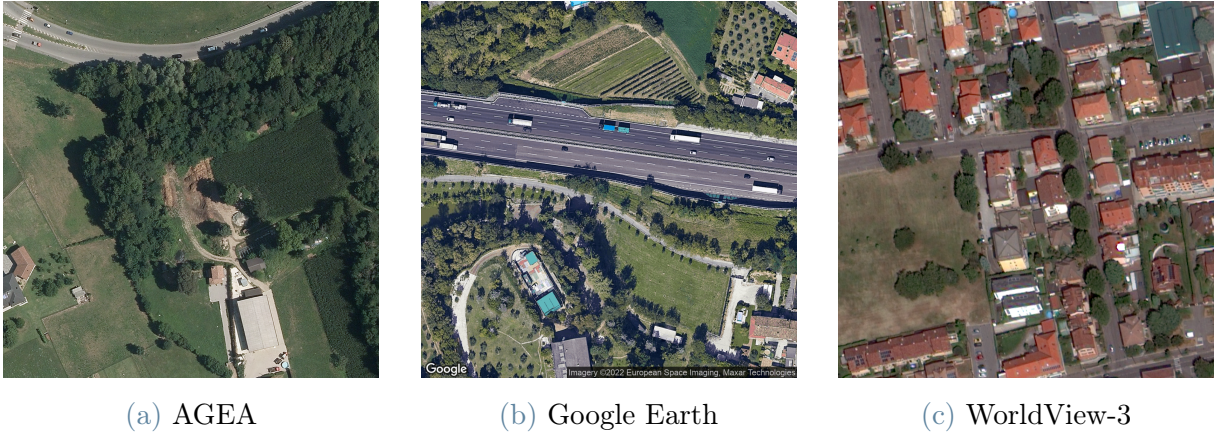 Google
Imagery ©2022 European Space Imaging, Maxar Technologies
(a) AGEA
(b) Google Earth
(c) WorldView-3